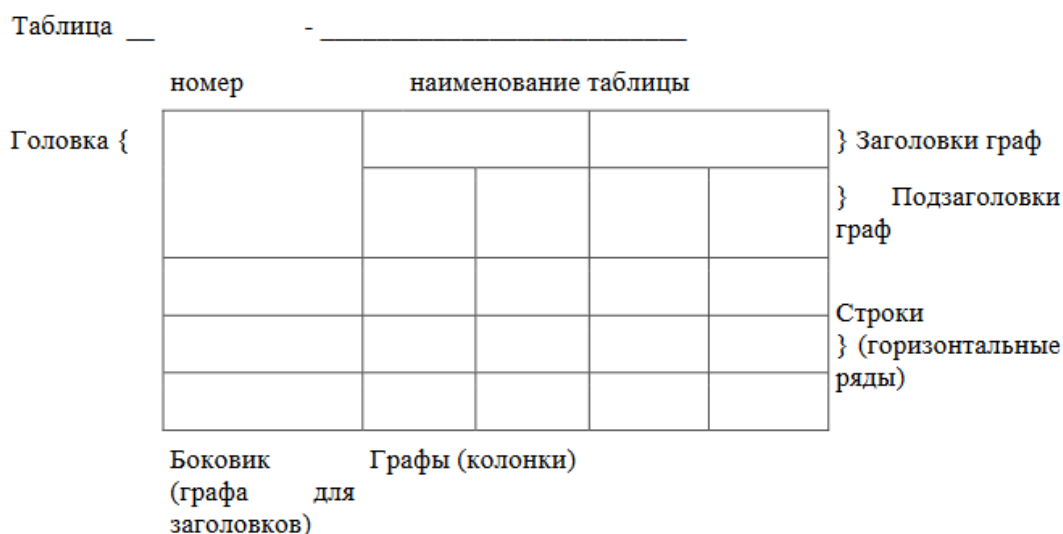 Таблица __ - ____________________________
номер наименование таблицы
Головка {
} Заголовки граф
} Подзаголовки
граф
Строки
} (горизонтальные
ряды)
Боковик Графы (колонки)
(графа для
заголовков)